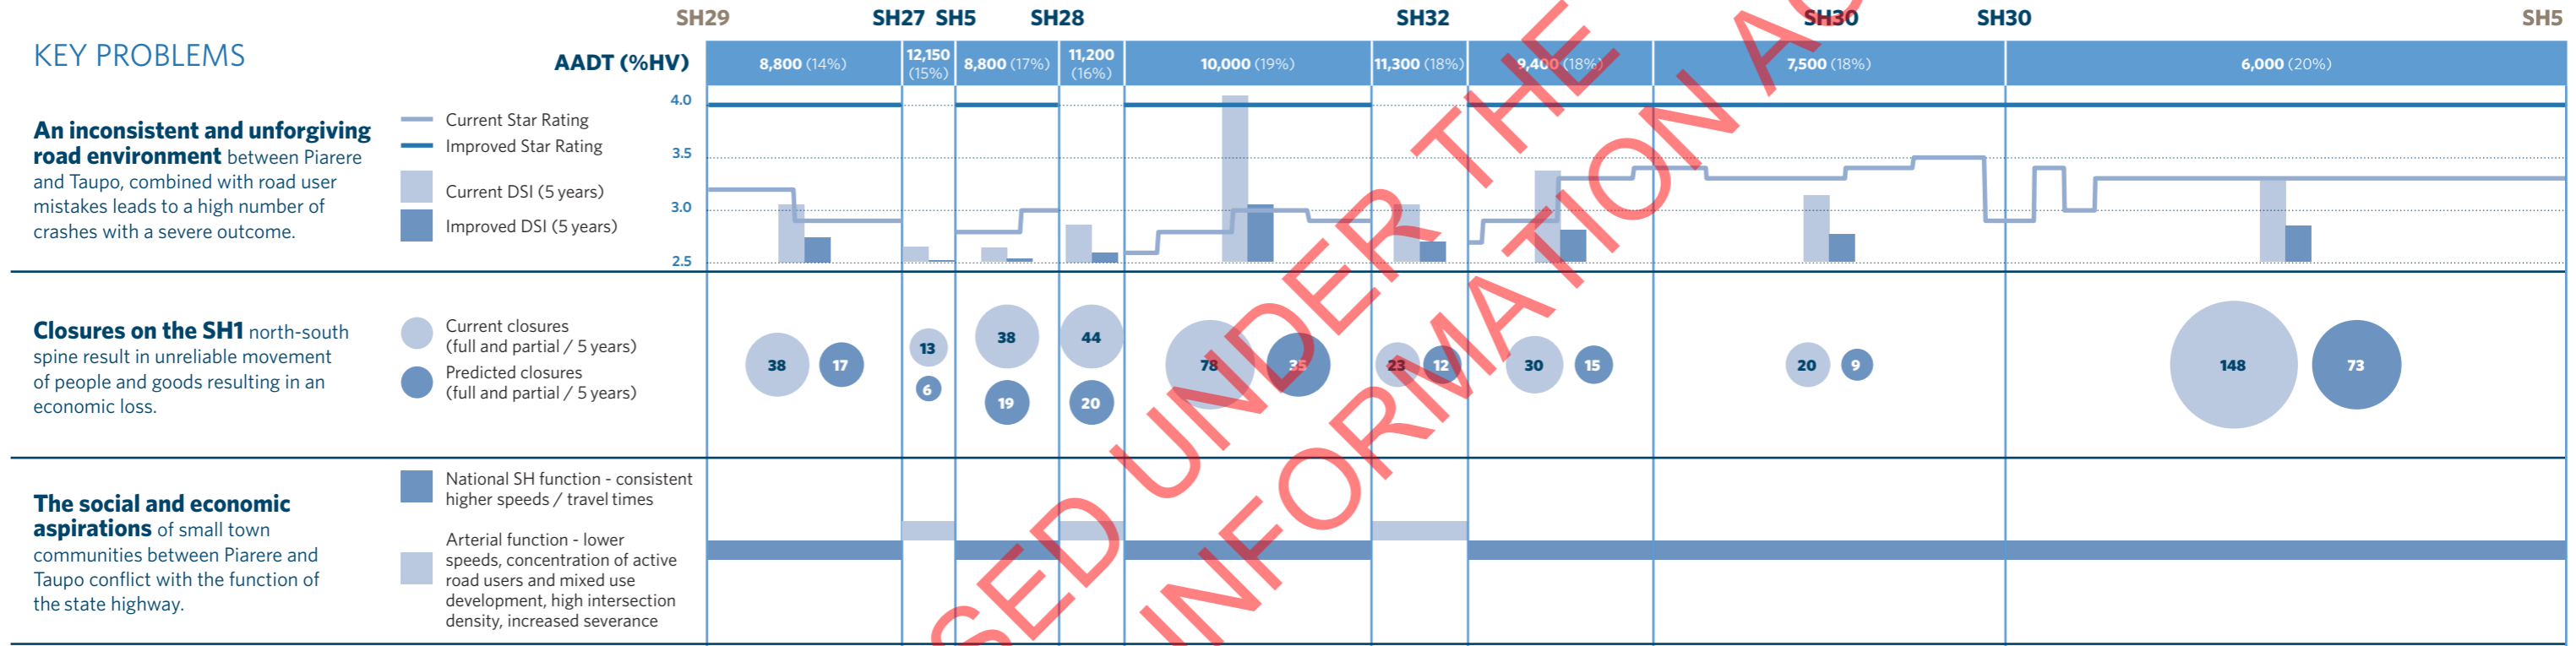 SH29 SH27 SH5 SH28 SH32 SH30 SH30 SH5
KEY PROBLEMS
AADT (%HV)
8,800 (14%)
12,150
(15%)
8,800 (17%)
11,200
(16%)
10,000 (19%)
11,300 (18%)
9,400 (18%)
7,500 (18%)
6,000 (20%)
An inconsistent and unforgiving
road environment between Piarere
and Taupo, combined with road user
mistakes leads to a high number of
crashes with a severe outcome.
Current Star Rating
Improved Star Rating
Current DSI (5 years)
Improved DSI (5 years)
4.0
3.5
3.0
2.5
Closures on the SH1 north-south
spine result in unreliable movement
of people and goods resulting in an
economic loss.
Current closures
(full and partial / 5 years)
Predicted closures
(full and partial / 5 years)
38
17
13
6
38
19
44
20
78
35
23
12
30
15
20
9
148
73
The social and economic
aspirations of small town
communities between Piarere and
Taupo conflict with the function of
the state highway.
National SH function - consistent
higher speeds / travel times
Arterial function - lower
speeds, concentration of active
road users and mixed use
development, high intersection
density, increased severance
SED UNDER THE
INFORMATION AC